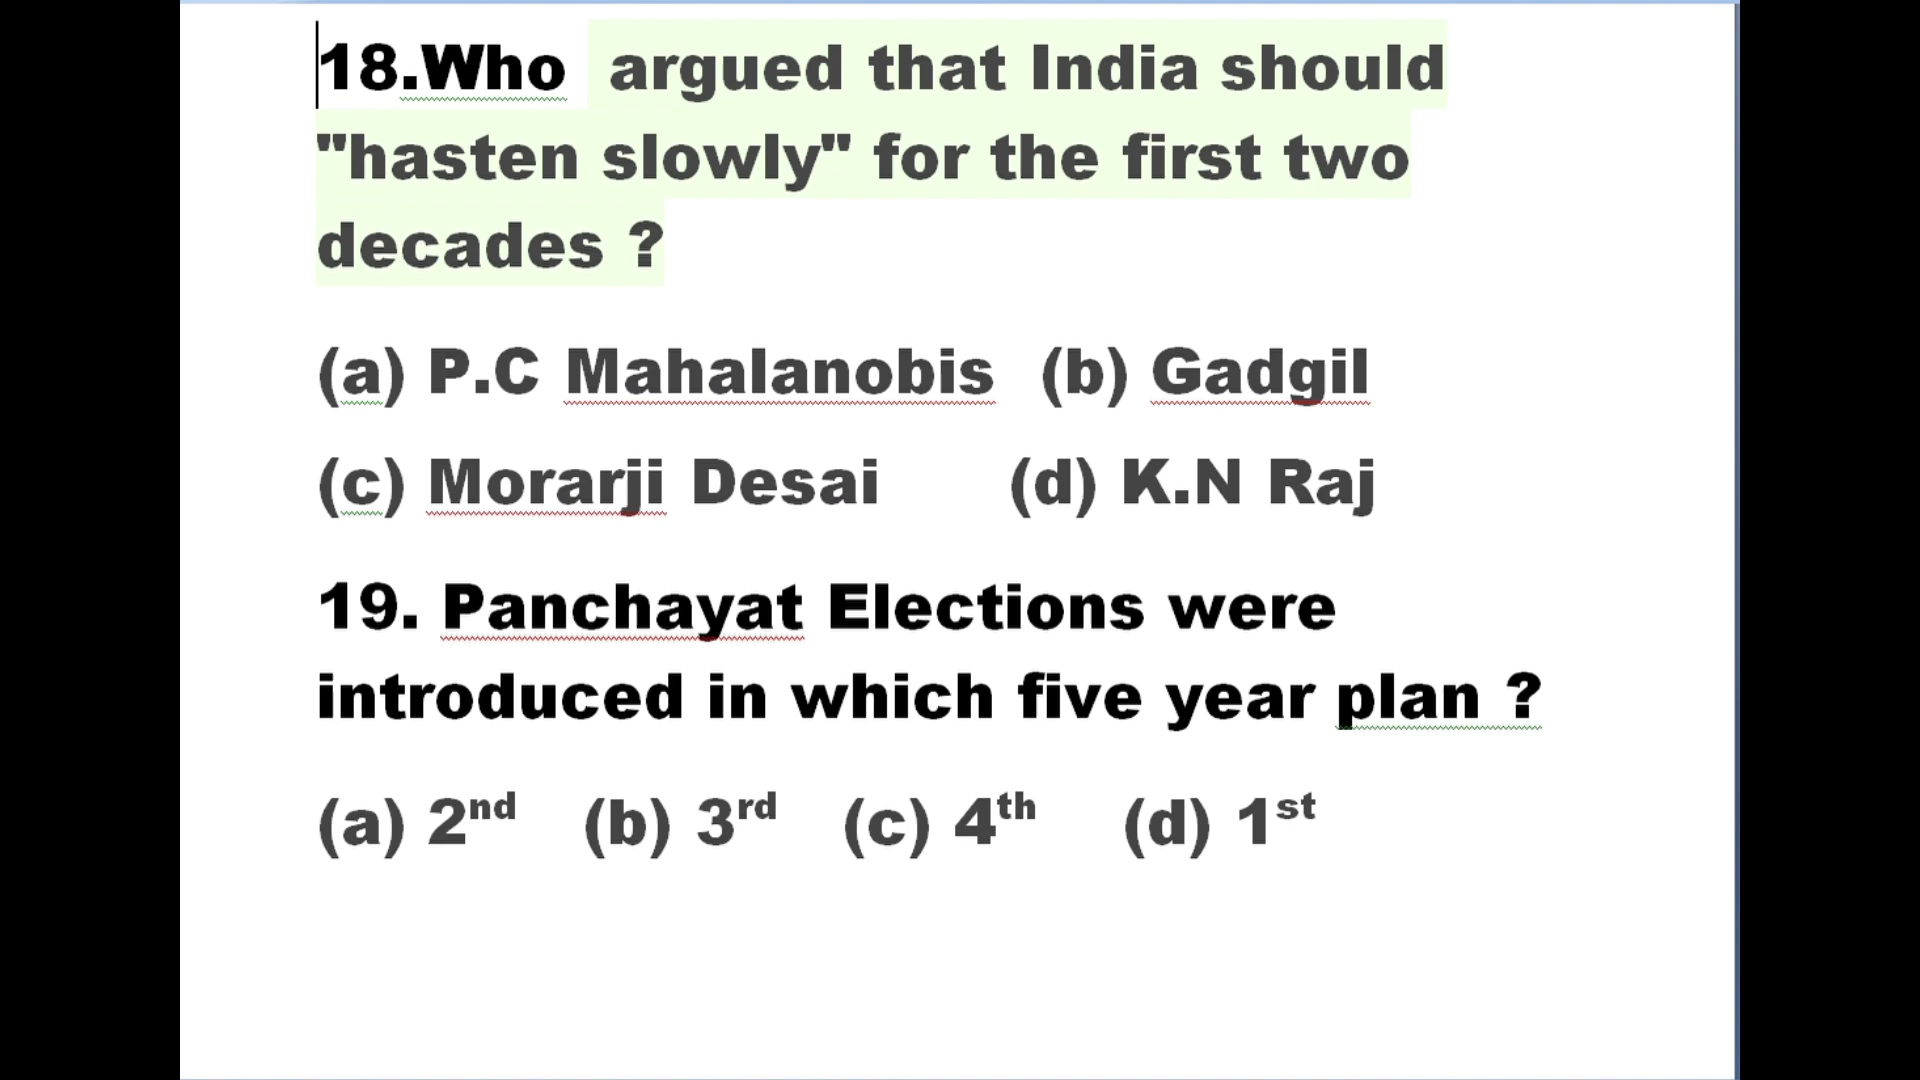 18.Who argued that India should
"hasten slowly" for the first two
decades ?
(a) P.C Mahalanobis (b) Gadgil
(c) Morarji Desai (d) K.N Raj
19. Panchayat Elections were
introduced in which five year plan ?
(a) 2nd (b) 3rd (c) 4th (d) 1st